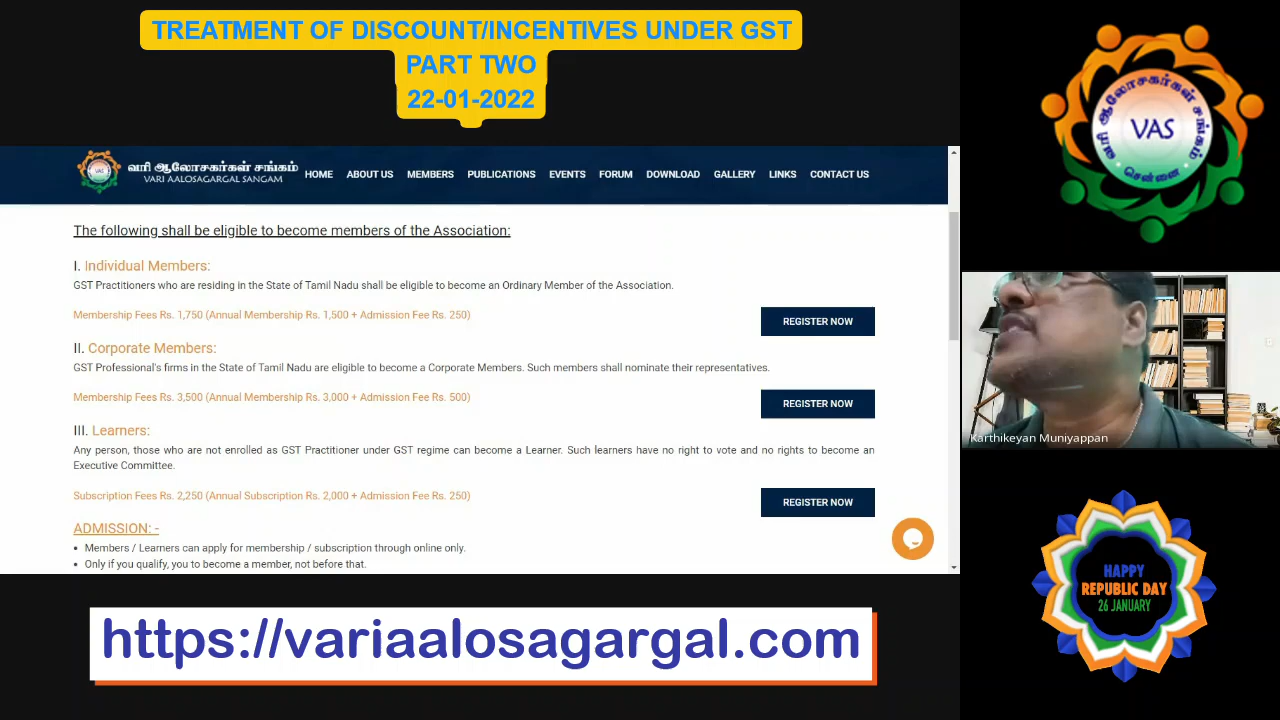 TREATMENT OF DISCOUNT/INCENTIVES UNDER GST
PART TWO
22-01-2022
வரி ஆலோசகர்கள் சங்கம்
VARI AALOSAGARGAL SANGAM
HOME ABOUT US MEMBERS PUBLICATIONS EVENTS FORUM DOWNLOAD GALLERY LINKS CONTACT US
The following shall be eligible to become members of the Association:
I. Individual Members:
GST Practitioners who are residing in the State of Tamil Nadu shall be eligible to become an Ordinary Member of the Association.
Membership Fees Rs. 1,750 (Annual Membership Rs. 1,500 + Admission Fee Rs. 250)
REGISTER NOW
II. Corporate Members:
GST Professional's firms in the State of Tamil Nadu are eligible to become a Corporate Members. Such members shall nominate their representatives.
Membership Fees Rs. 3,500 (Annual Membership Rs. 3,000 + Admission Fee Rs. 500)
REGISTER NOW
III. Learners:
Any person, those who are not enrolled as GST Practitioner under GST regime can become a Learner. Such learners have no right to vote and no rights to become an
Executive Committee.
Subscription Fees Rs. 2,250 (Annual Subscription Rs. 2,000 + Admission Fee Rs. 250)
REGISTER NOW
ADMISSION: -
Members / Learners can apply for membership / subscription through online only.
Only if you qualify, you to become a member, not before that.
https://variaalosagargal.com
வரி ஆலோசகர்கள் சங்கம்
VAS
சென்னை
Karthikeyan Muniyappan
HAPPY
REPUBLIC DAY
26 JANUARY